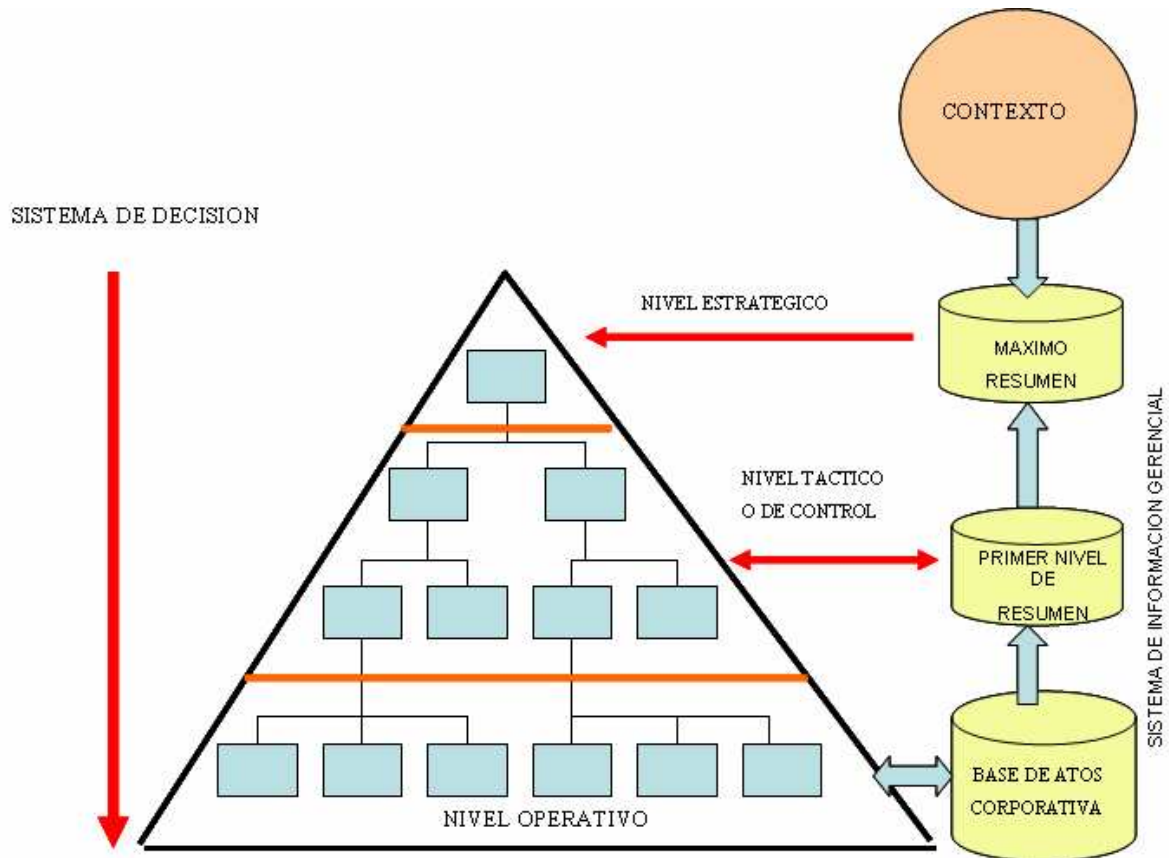 CONTEXTO
SISTEMA DE DECISION
NIVEL ESTRATEGICO
MAXIMO
RESUMEN
NIVEL TACTICO
O DE CONTROL
PRIMER NIVEL
DE
RESUMEN
SISTEMA DE INFORMACION GERENCIAL
BASE DE ATOS
CORPORATIVA
NIVEL OPERATIVO